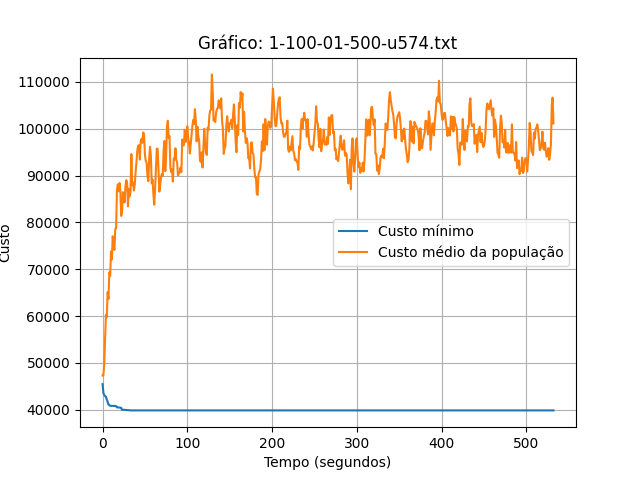 Gráfico: 1-100-01-500-u574.txt
110000
100000
90000
80000
70000
60000
50000
40000
Custo
Custo mínimo
Custo médio da população
0 100 200 300 400 500
Tempo (segundos)